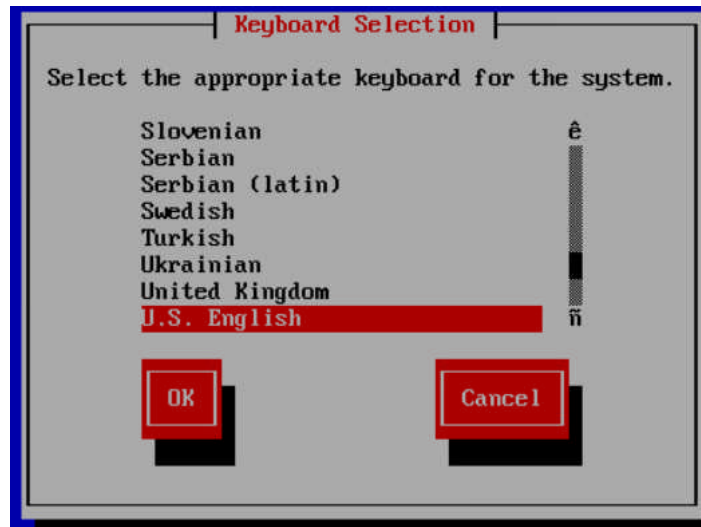 Keyboard Selection
Select the appropriate keyboard for the system.
Slovenian ê
Serbian
Serbian (latin)
Swedish
Turkish
Ukrainian
United Kingdom
U.S. English ñ
OK Cancel